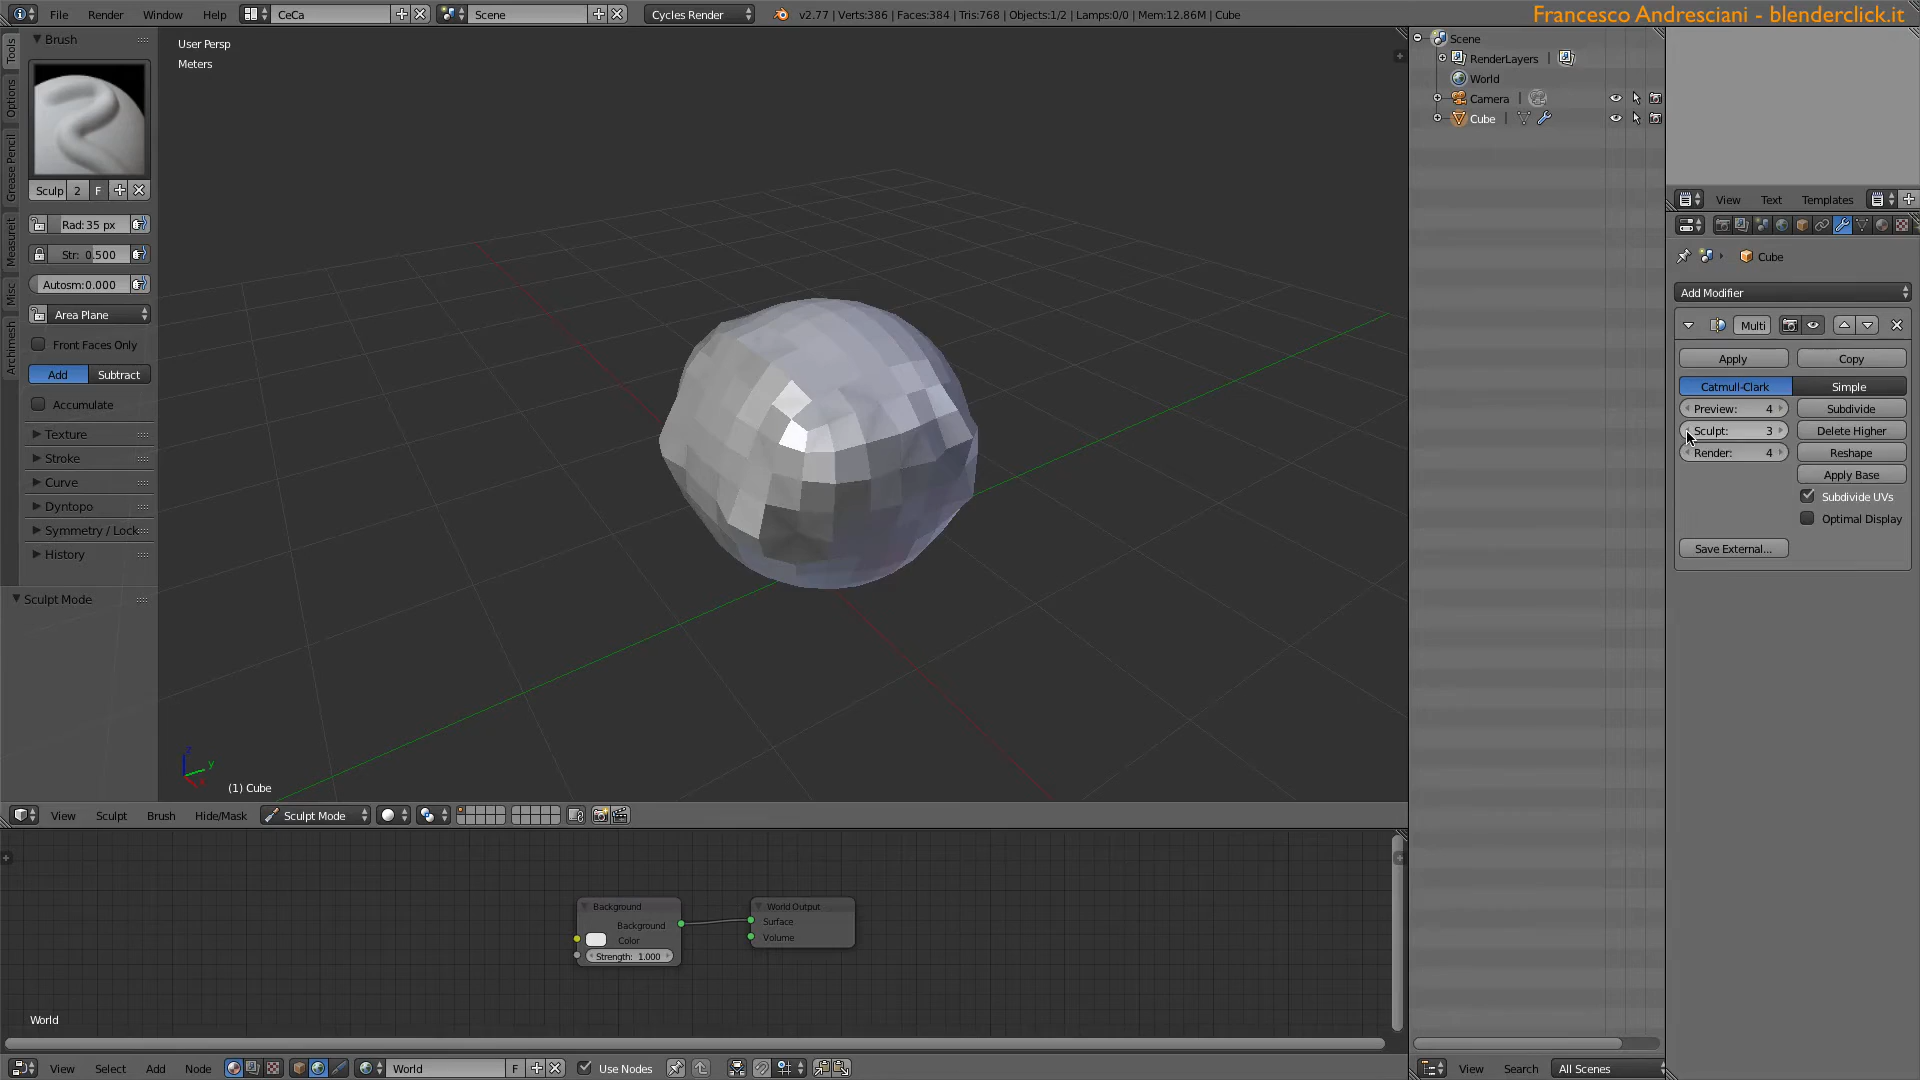 File Render Window Help CeCa Scene Cycles Render v2.77 | Verts:386 | Faces:384 | Tris:768 | Objects:1/2 | Lamps:0/0 | Mem:12.86M | Cube
Francesco Andresciani - blenderclick.it
Tools
Options
Grease Pencil
Measureit
Misc
Archimesh
Brush
Sculp 2 F
Rad: 35 px
Str: 0.500
Autosm:0.000
Area Plane
Front Faces Only
Add Subtract
Accumulate
Texture
Stroke
Curve
Dyntopo
Symmetry / Lock
History
Sculpt Mode
User Persp
Meters
z
y
x
(1) Cube
View Sculpt Brush Hide/Mask Sculpt Mode
Background
Background
Color
Strength: 1.000
World Output
Surface
Volume
World
View Select Add Node World F Use Nodes
Scene
RenderLayers |
World
Camera |
Cube |
View Search All Scenes
View Text Templates
Cube
Add Modifier
Multi
Apply Copy
Catmull-Clark Simple
Preview: 4 Subdivide
Sculpt: 3 Delete Higher
Render: 4 Reshape
Apply Base
Subdivide UVs
Optimal Display
Save External...